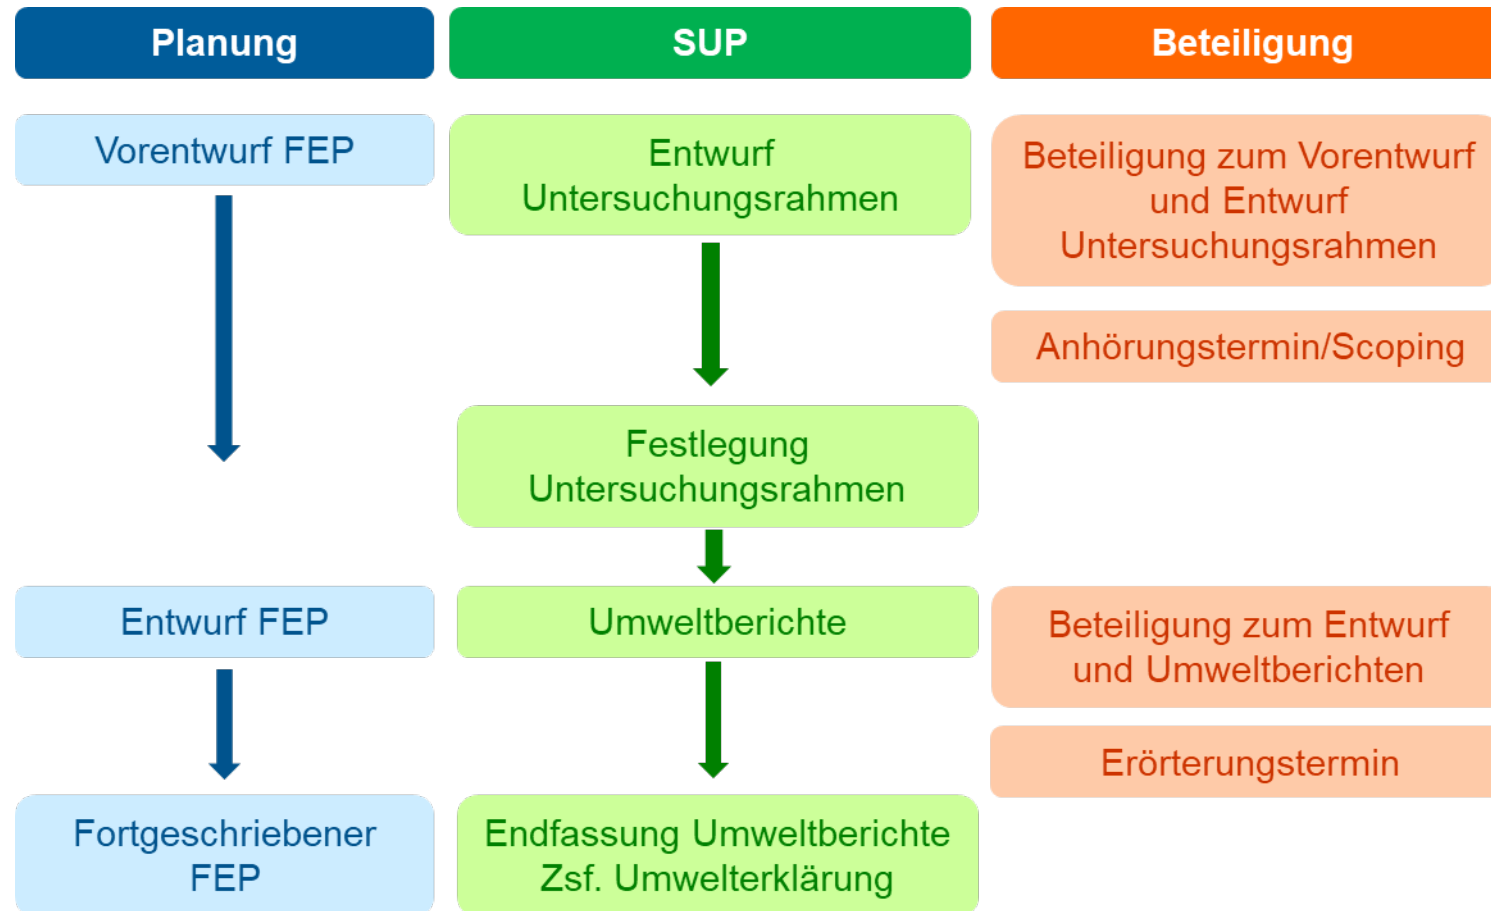 Planung
SUP
Beteiligung
Vorentwurf FEP
Entwurf
Untersuchungsrahmen
Beteiligung zum Vorentwurf
und Entwurf
Untersuchungsrahmen
Anhörungstermin/Scoping
Festlegung
Untersuchungsrahmen
Entwurf FEP
Umweltberichte
Beteiligung zum Entwurf
und Umweltberichten
Erörterungstermin
Fortgeschriebener
FEP
Endfassung Umweltberichte
Zsf. Umwelterklärung